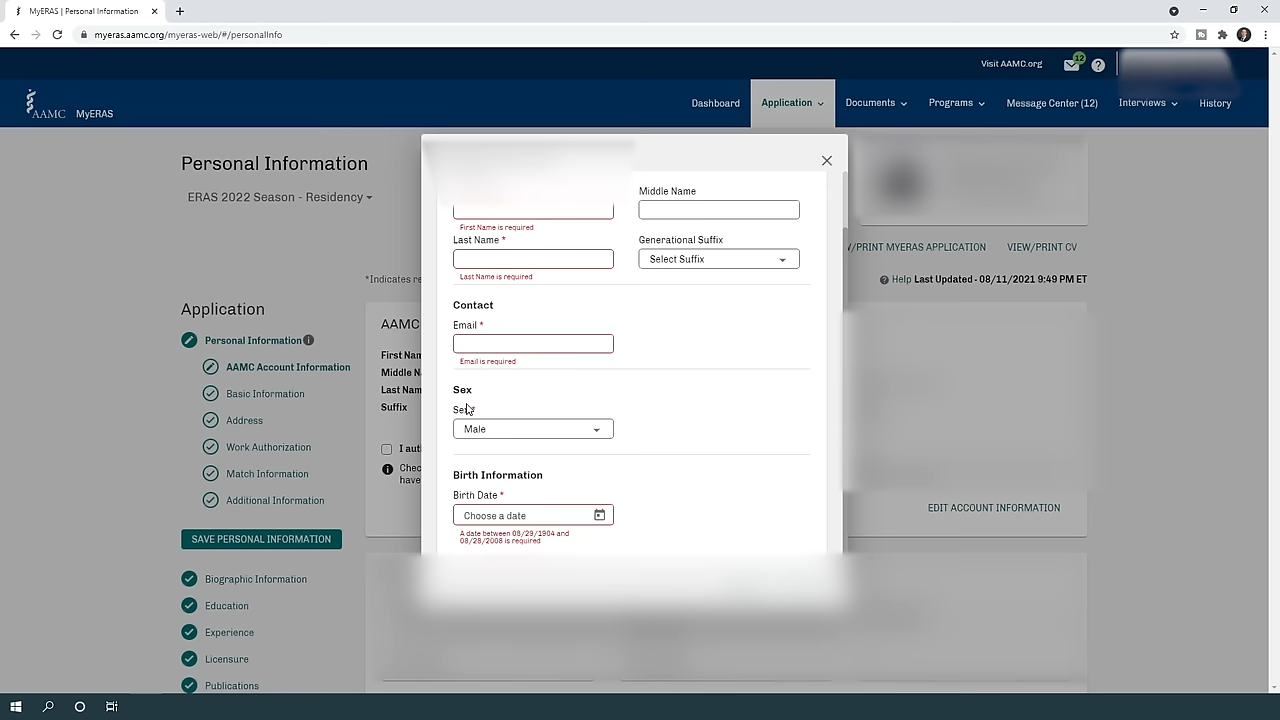 MyERAS | Personal Information
myeras.aamc.org/myeras-web/#/personalInfo
Visit AAMC.org
12
AAMC
MyERAS
Dashboard
Application
Documents
Programs
Message Center (12)
Interviews
History
Personal Information
ERAS 2022 Season - Residency
VIEW/PRINT CV
/PRINT MYERAS APPLICATION
*Indicates re
Help Last Updated - 08/11/2021 9:49 PM ET
Application
Personal Information
AAMC Account Information
Basic Information
Address
Work Authorization
Match Information
Additional Information
SAVE PERSONAL INFORMATION
Biographic Information
Education
Experience
Licensure
Publications
AAMC
First Nam
Middle N
Last Nam
Suffix
I aut
Chec
have
EDIT ACCOUNT INFORMATION
Middle Name
First Name is required
Last Name *
Generational Suffix
Select Suffix
Last Name is required
Contact
Email *
Email is required
Sex
Male
Birth Information
Birth Date *
Choose a date
A date between 08/29/1904 and
08/28/2008 is required